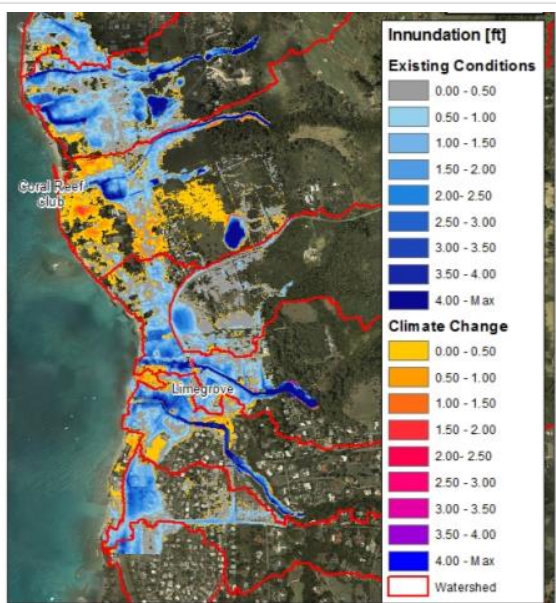 Innundation [ft]
Existing Conditions
0.00 - 0.50
0.50 - 1.00
1.00 - 1.50
1.50 - 2.00
2.00- 2.50
2.50 - 3.00
3.00 - 3.50
3.50 - 4.00
4.00 - Max
Climate Change
0.00 - 0.50
0.50 - 1.00
1.00 - 1.50
1.50 - 2.00
2.00- 2.50
2.50 - 3.00
3.00 - 3.50
3.50 - 4.00
4.00 - Max
Watershed
Coral Reef
Club
Limegrove